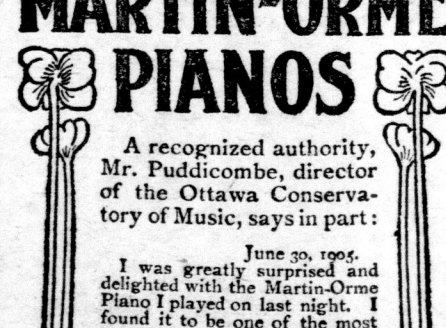 MARTIN-ORME
PIANOS
A recognized authority,
Mr. Puddicombe, director
of the Ottawa Conserva-
tory of Music, says in part:
June 30, 1905.
I was greatly surprised and
delighted with the Martin-Orme
Piano I played on last night. I
found it to be one of the most